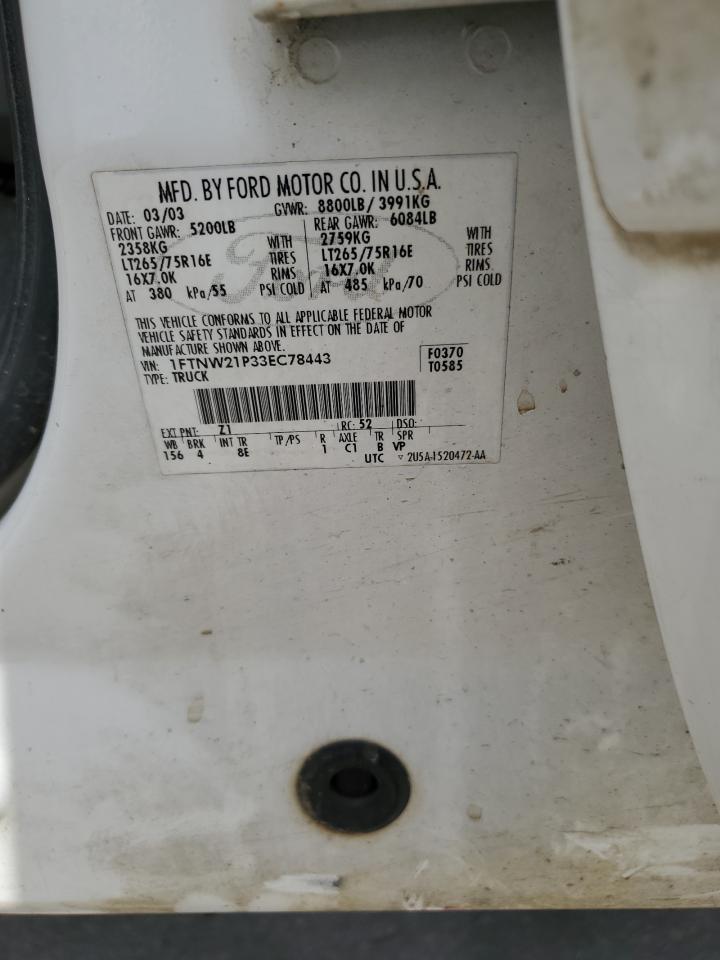 MFD. BY FORD MOTOR CO. IN U.S.A.
DATE: 03/03 GVWR: 8800LB/ 3991KG
FRONT GAWR: 5200LB REAR GAWR: 6084LB
2358KG WITH 2759KG WITH
LT265/75R16E TIRES LT265/75R16E TIRES
16X7.0K RIMS 16X7.0K RIMS
AT 380 kPa/55 PSI COLD AT 485 kPa/70 PSI COLD
THIS VEHICLE CONFORMS TO ALL APPLICABLE FEDERAL MOTOR
VEHICLE SAFETY STANDARDS IN EFFECT ON THE DATE OF
MANUFACTURE SHOWN ABOVE.
VIN: 1FTNW21P33EC78443 F0370
TYPE: TRUCK T0585
EXT PNT: Z1 RC: 52 DSO:
WB BRK INT TR TP/PS R AXLE TR SPR
156 4 8E 1 C1 B VP
UTC ▽ 2U5A-1520472-AA
Ford